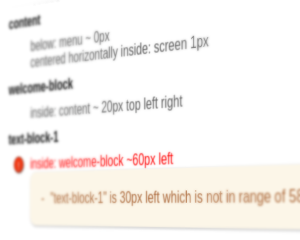 content
below: menu ~ 0px
centered horizontally inside: screen 1px
welcome-block
inside: content ~ 20px top left right
text-block-1
inside: welcome-block ~60px left
- "text-block-1" is 30px left which is not in range of 58